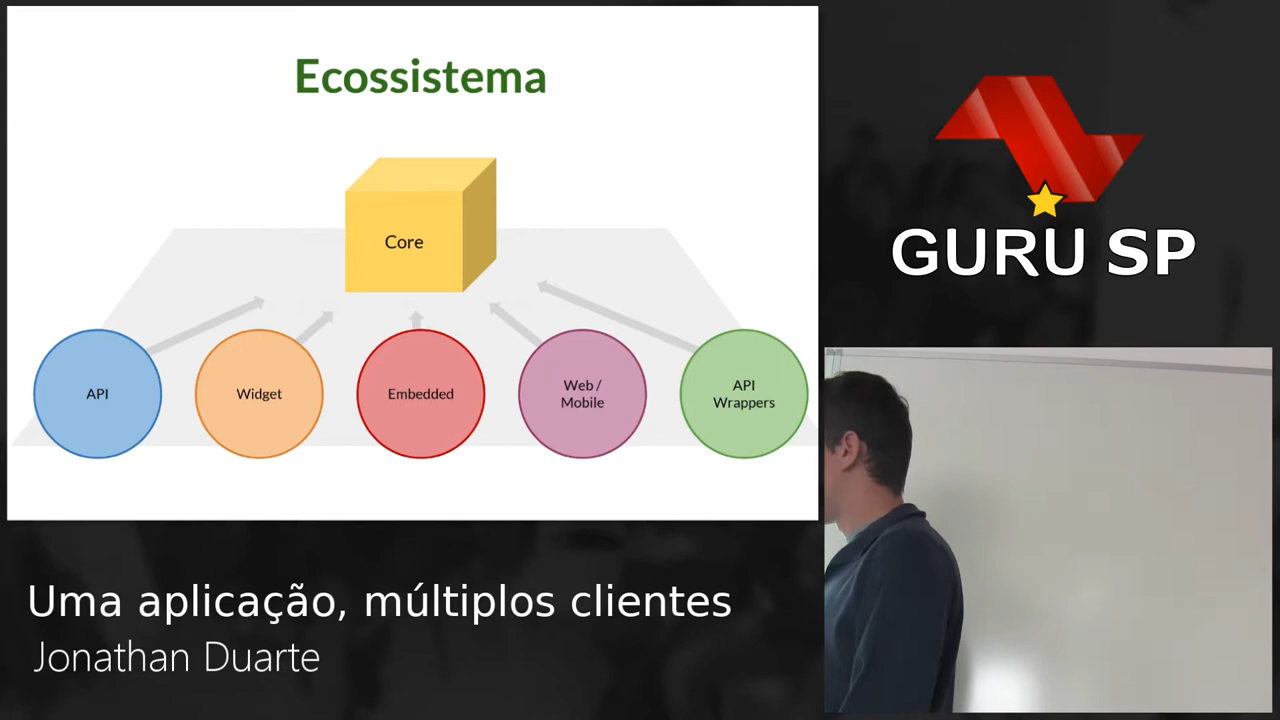 Ecossistema
Core
API
Widget
Embedded
Web /
Mobile
API
Wrappers
GURU SP
Uma aplicação, múltiplos clientes
Jonathan Duarte